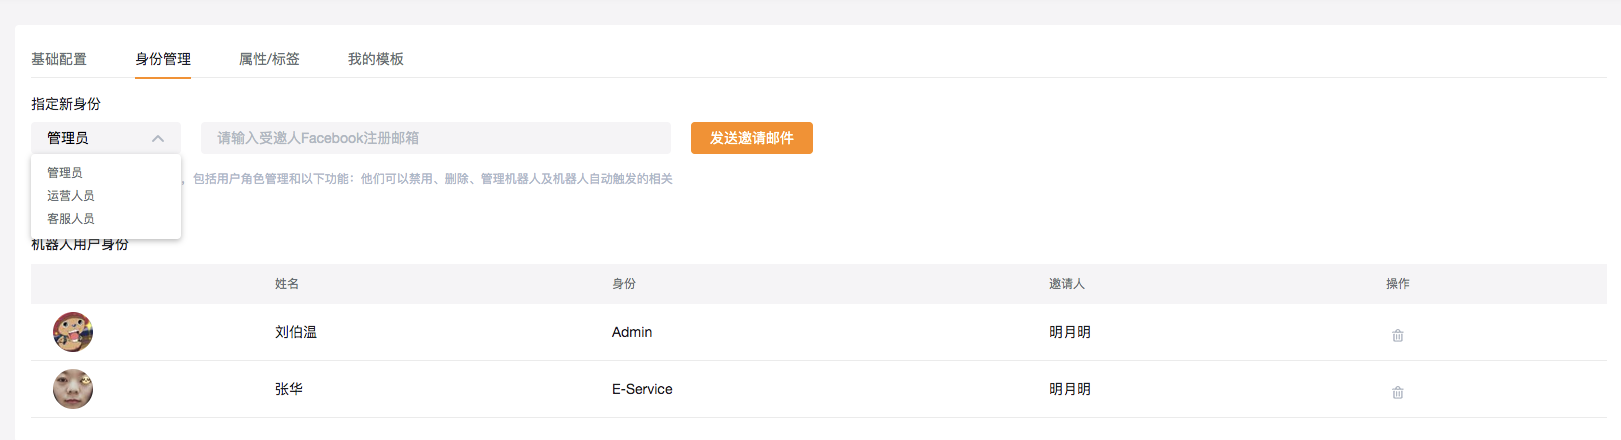 基础配置 身份管理 属性/标签 我的模板
指定新身份
管理员 请输入受邀人Facebook注册邮箱 发送邀请邮件
管理员
，包括用户角色管理和以下功能：他们可以禁用、删除、管理机器人及机器人自动触发的相关
运营人员
客服人员
机器人用户身份
姓名 身份 邀请人 操作
刘伯温 Admin 明月明
张华 E-Service 明月明